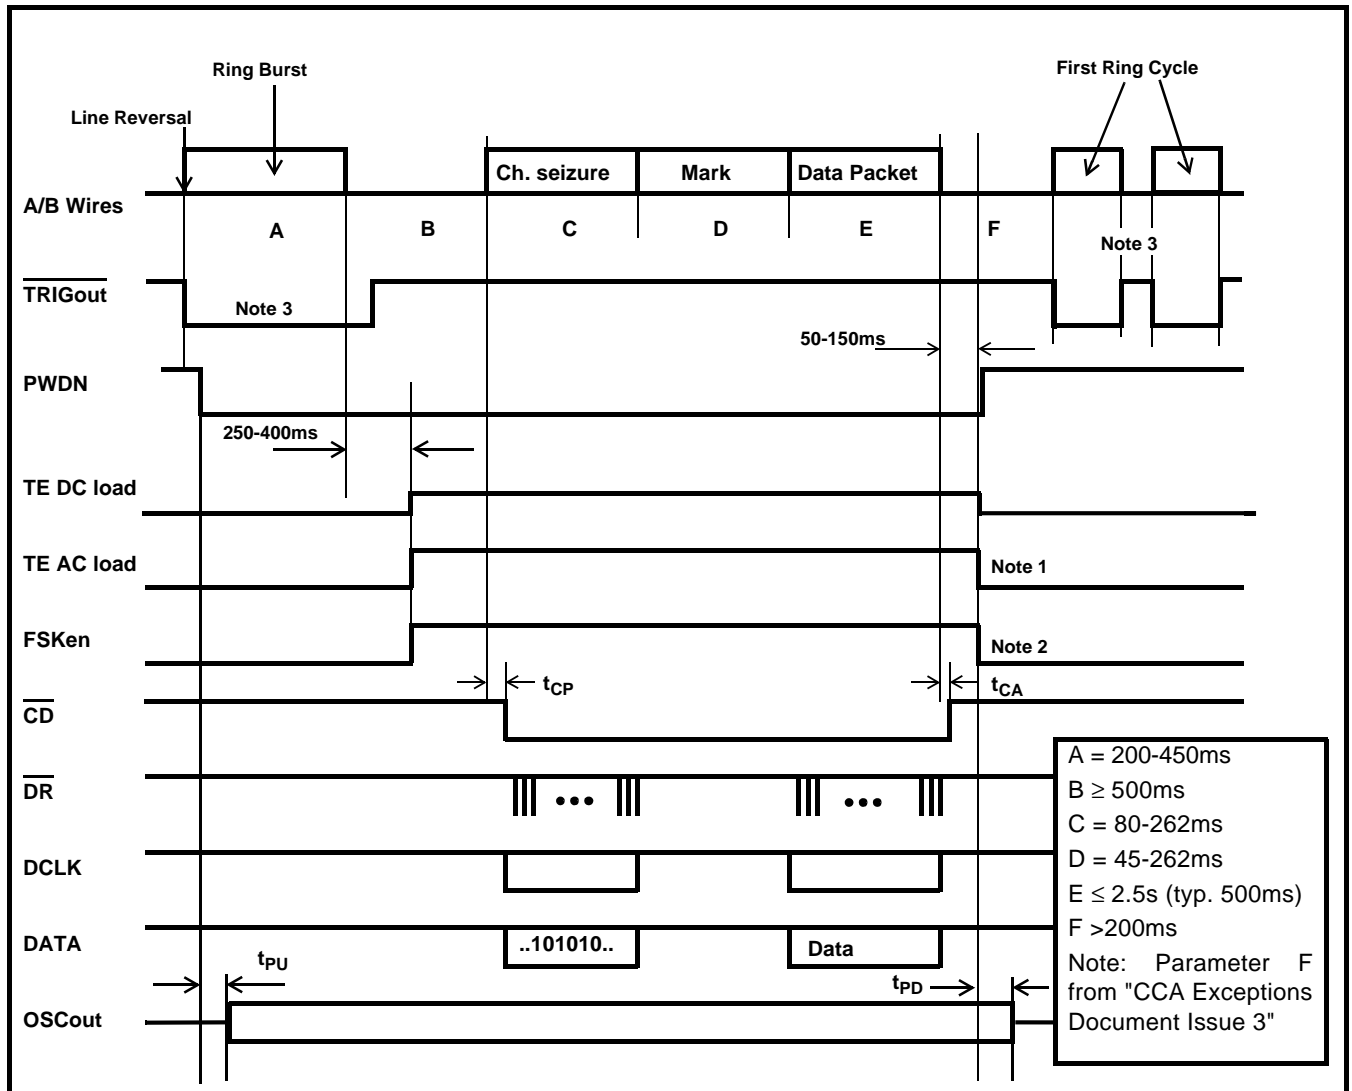 Ring Burst
First Ring Cycle
Line Reversal
Ch. seizure Mark Data Packet
A/B Wires
A B C D E F
Note 3
TRIGout
Note 3
50-150ms
PWDN
250-400ms
TE DC load
TE AC load
Note 1
FSKen
Note 2
tCP tCA
CD
DR
DCLK
DATA
..101010.. Data
tPU tPD
OSCout
A = 200-450ms
B ≥ 500ms
C = 80-262ms
D = 45-262ms
E ≤ 2.5s (typ. 500ms)
F >200ms
Note: Parameter F
from "CCA Exceptions
Document Issue 3"